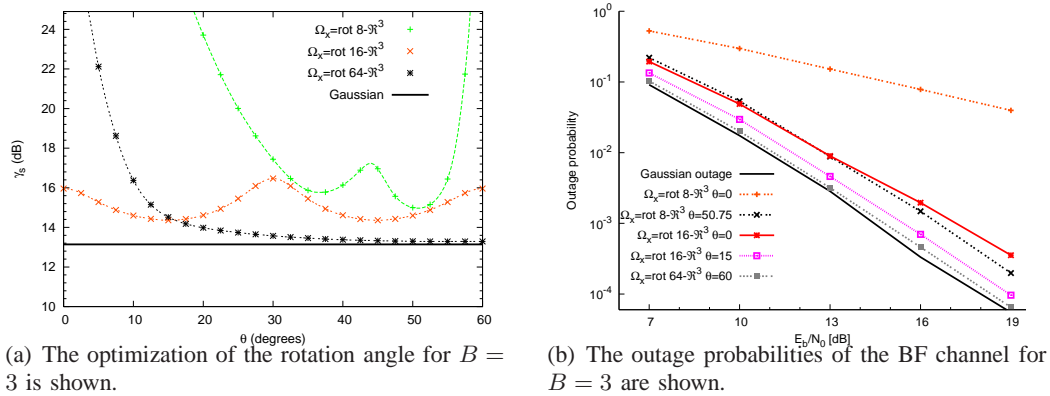 24
22
20
18
16
14
12
10
γs (dB)
0
10
20
30
40
50
60
θ (degrees)
Ωx=rot 8-ℜ³
Ωx=rot 16-ℜ³
Ωx=rot 64-ℜ³
Gaussian
(a) The optimization of the rotation angle for B =
3 is shown.
10⁰
10⁻¹
10⁻²
10⁻³
10⁻⁴
Outage probability
7
10
13
16
19
Eb/N0 [dB]
Gaussian outage
Ωx=rot 8-ℜ³ θ=0
Ωx=rot 8-ℜ³ θ=50.75
Ωx=rot 16-ℜ³ θ=0
Ωx=rot 16-ℜ³ θ=15
Ωx=rot 64-ℜ³ θ=60
(b) The outage probabilities of the BF channel for
B = 3 are shown.